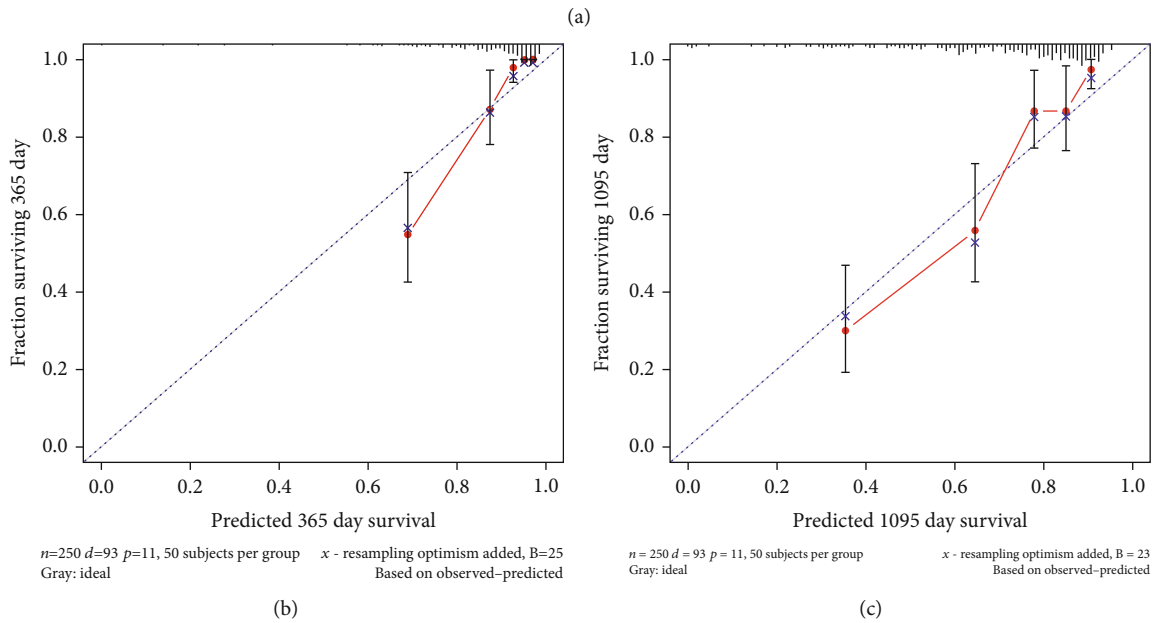 (a)
Fraction surviving 365 day
1.0
0.8
0.6
0.4
0.2
0.0
0.0 0.2 0.4 0.6 0.8 1.0
Predicted 365 day survival
n=250 d=93 p=11, 50 subjects per group x - resampling optimism added, B=25
Gray: ideal Based on observed–predicted
(b)
Fraction surviving 1095 day
1.0
0.8
0.6
0.4
0.2
0.0
0.0 0.2 0.4 0.6 0.8 1.0
Predicted 1095 day survival
n = 250 d = 93 p = 11, 50 subjects per group x - resampling optimism added, B = 23
Gray: ideal Based on observed–predicted
(c)